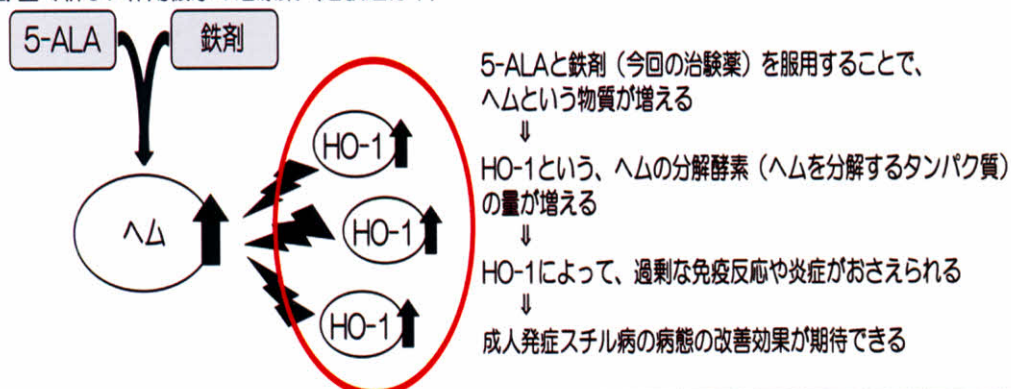 5-ALA
鉄剤
ヘム
HO-1
HO-1
HO-1
5-ALAと鉄剤（今回の治験薬）を服用することで、
ヘムという物質が増える
⇓
HO-1という、ヘムの分解酵素（ヘムを分解するタンパク質）
の量が増える
⇓
HO-1によって、過剰な免疫反応や炎症がおさえられる
⇓
成人発症スチル病の病態の改善効果が期待できる